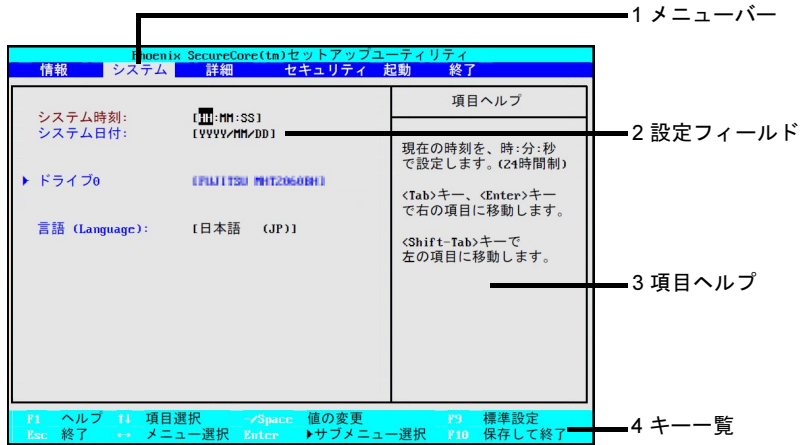 1 メニューバー
Phoenix SecureCore(tm)セットアップユーティリティ
情報 システム 詳細 セキュリティ 起動 終了
項目ヘルプ
システム時刻: [HH:MM:SS]
システム日付: [YYYY/MM/DD]
2 設定フィールド
現在の時刻を、時:分:秒
で設定します。(24時間制)
▶ ドライブ0 [FUJITSU MHT2060BH]
<Tab>キー、<Enter>キー
で右の項目に移動します。
言語 (Language): [日本語 (JP)]
<Shift-Tab>キーで
左の項目に移動します。
3 項目ヘルプ
F1 ヘルプ ↑↓ 項目選択 -/Space 値の変更 F9 標準設定
Esc 終了 ↔ メニュー選択 Enter ▶サブメニュー選択 F10 保存して終了
4 キー一覧